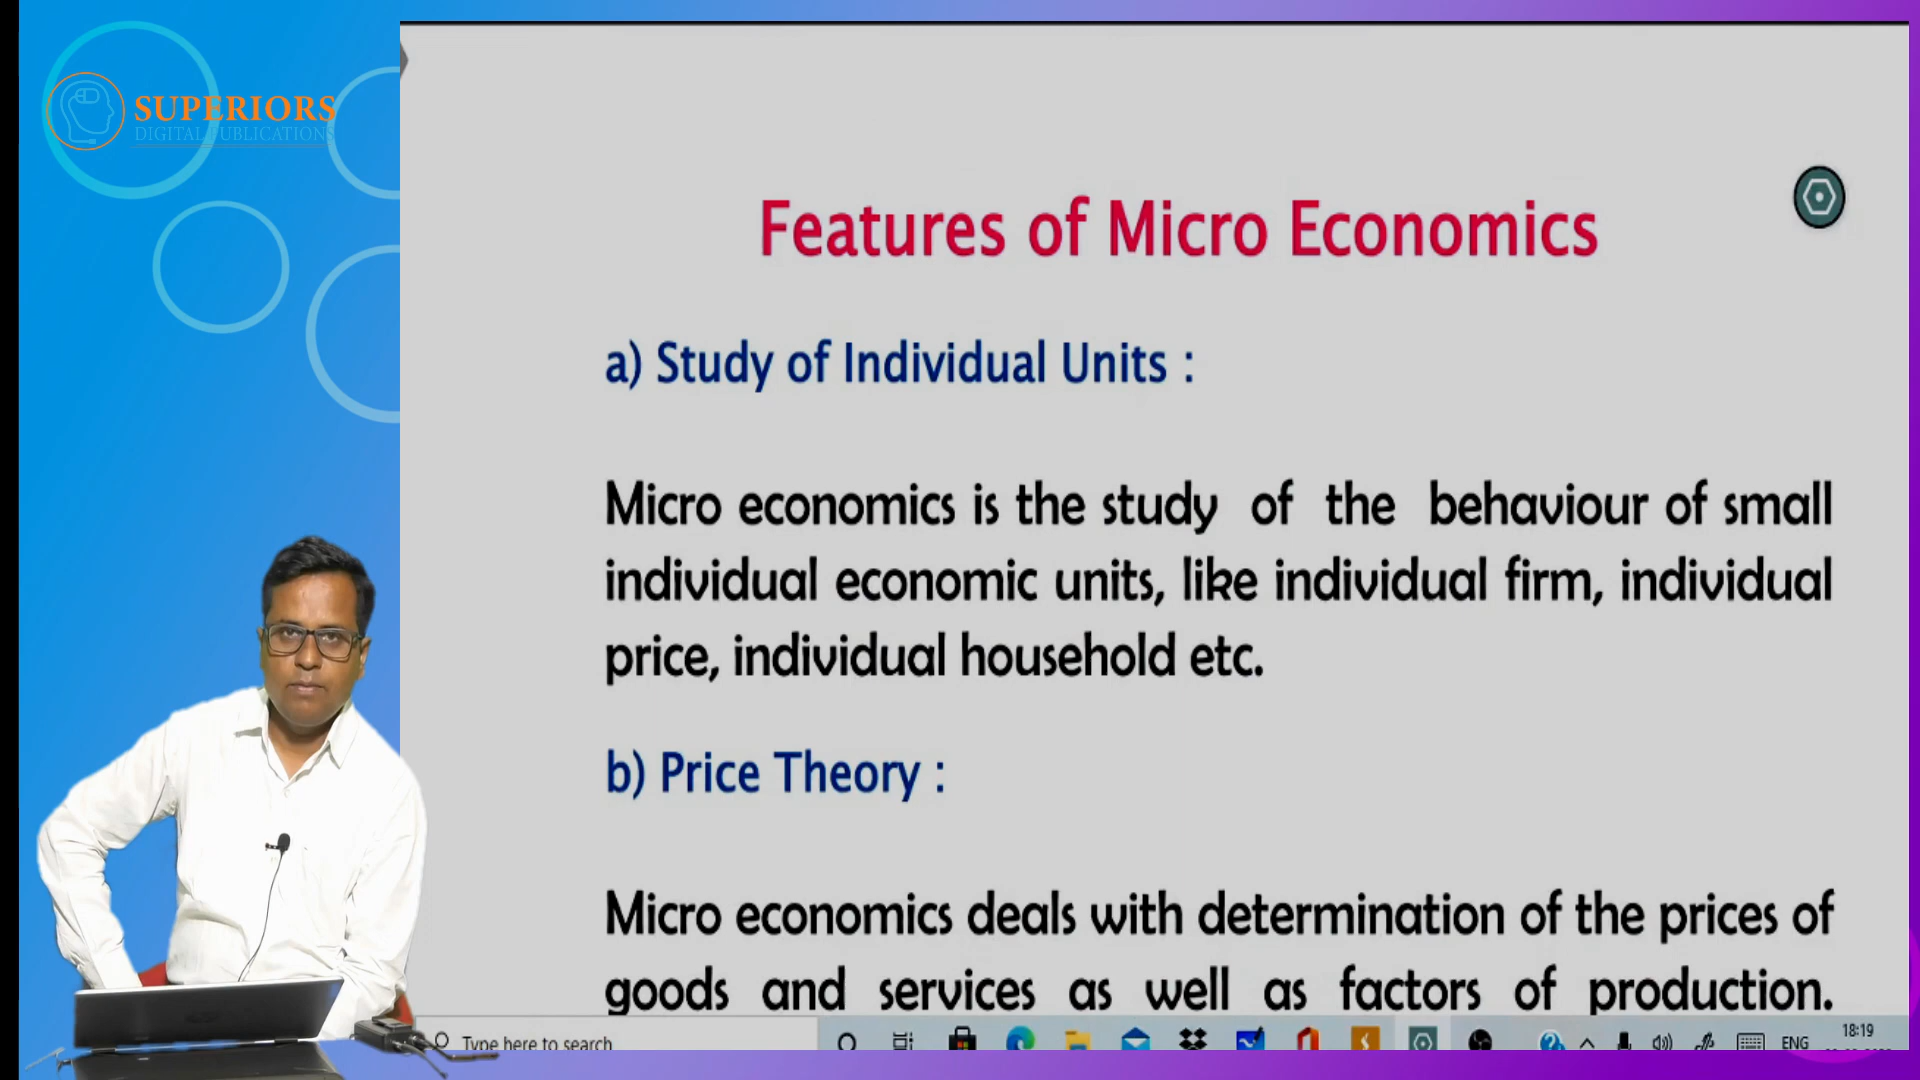 SUPERIORS
DIGITAL PUBLICATIONS
Features of Micro Economics
a) Study of Individual Units :
Micro economics is the study of the behaviour of small
individual economic units, like individual firm, individual
price, individual household etc.
b) Price Theory :
Micro economics deals with determination of the prices of
goods and services as well as factors of production.
Type here to search
ENG
18:19